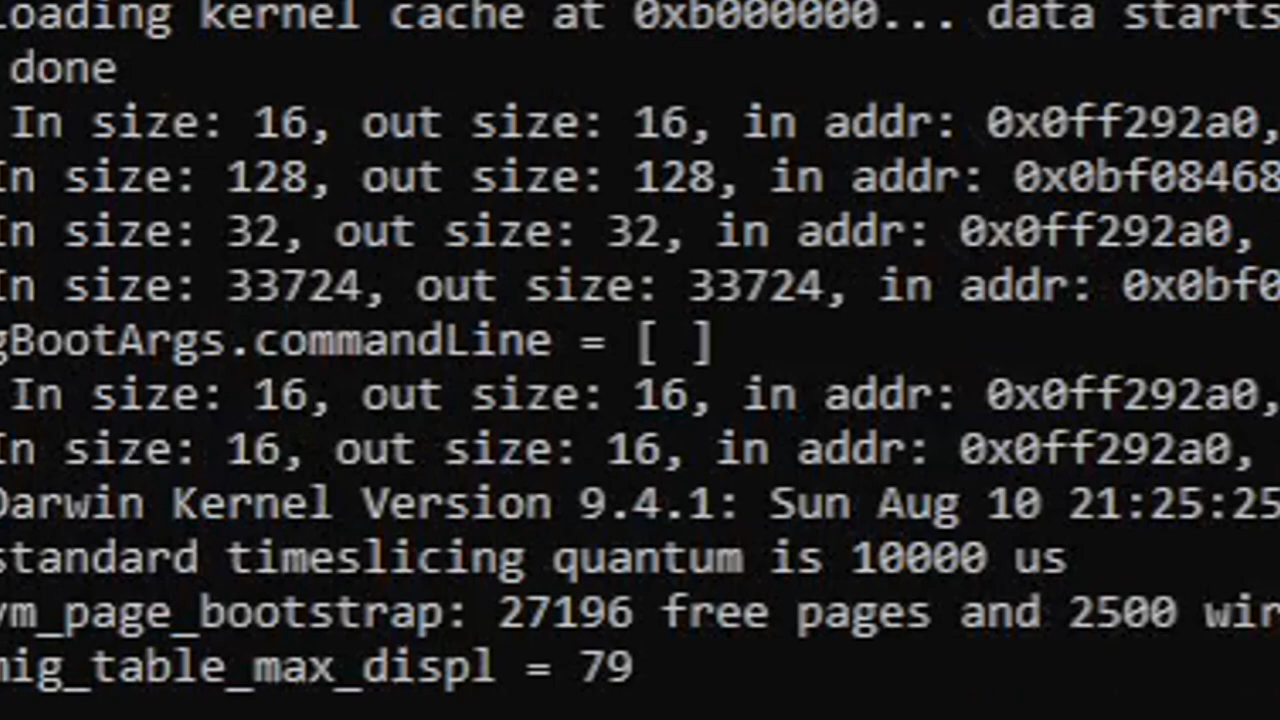 Loading kernel cache at 0xb000000... data starts
done
In size: 16, out size: 16, in addr: 0x0ff292a0,
In size: 128, out size: 128, in addr: 0x0bf08468
In size: 32, out size: 32, in addr: 0x0ff292a0,
In size: 33724, out size: 33724, in addr: 0x0bf0
gBootArgs.commandLine = [ ]
In size: 16, out size: 16, in addr: 0x0ff292a0,
In size: 16, out size: 16, in addr: 0x0ff292a0,
Darwin Kernel Version 9.4.1: Sun Aug 10 21:25:25
standard timeslicing quantum is 10000 us
vm_page_bootstrap: 27196 free pages and 2500 wir
mig_table_max_displ = 79